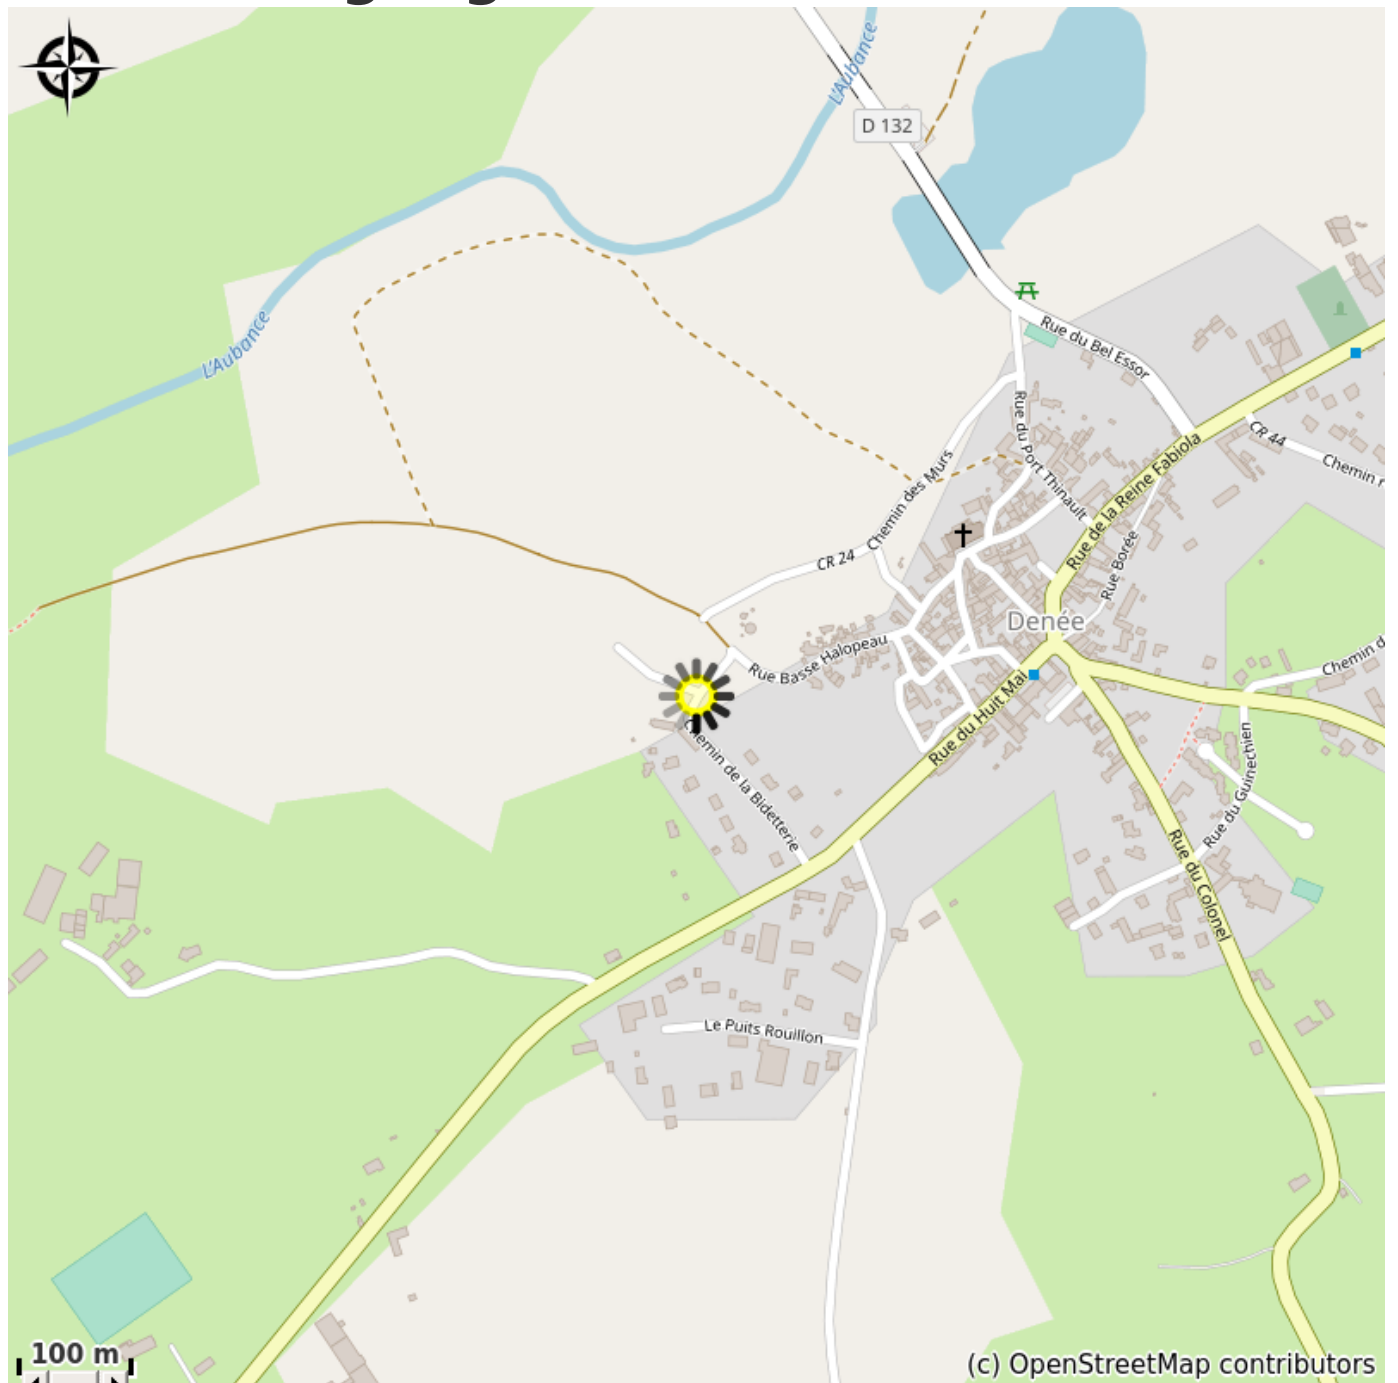 L'Aubance
D 132
L'Aubance
Rue du Bel Essor
Rue du Port Thinault
CR 44
Chemin r
Rue de la Reine Fabiola
Chemin des Murs
CR 24
Rue Borée
Denée
Rue Basse Halopeau
Chemin d
Rue du Huit Mai
Chemin de la Bidetterie
Rue du Guinechien
Rue du Colonel
Le Puits Rouillon
100 m
(c) OpenStreetMap contributors